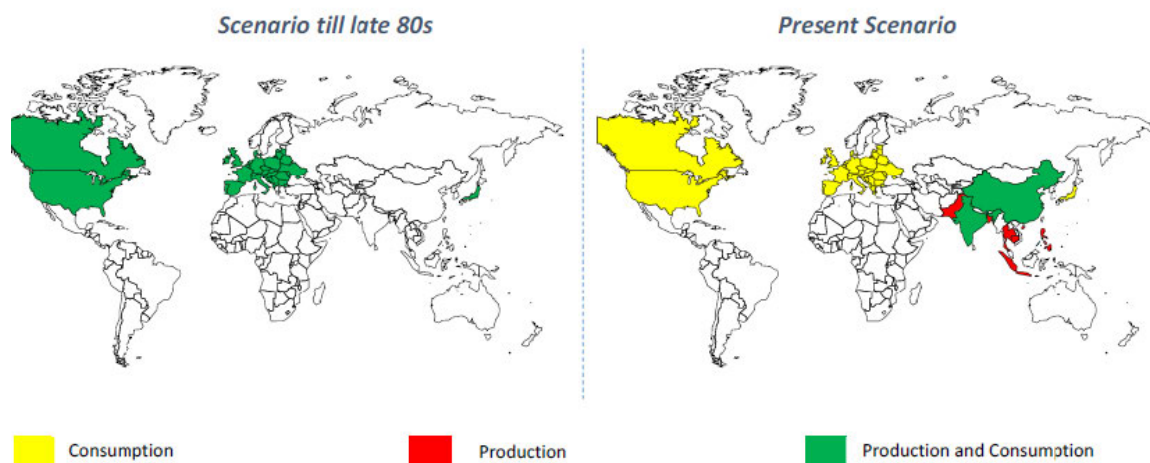 Scenario till late 80s
Present Scenario
Consumption
Production
Production and Consumption